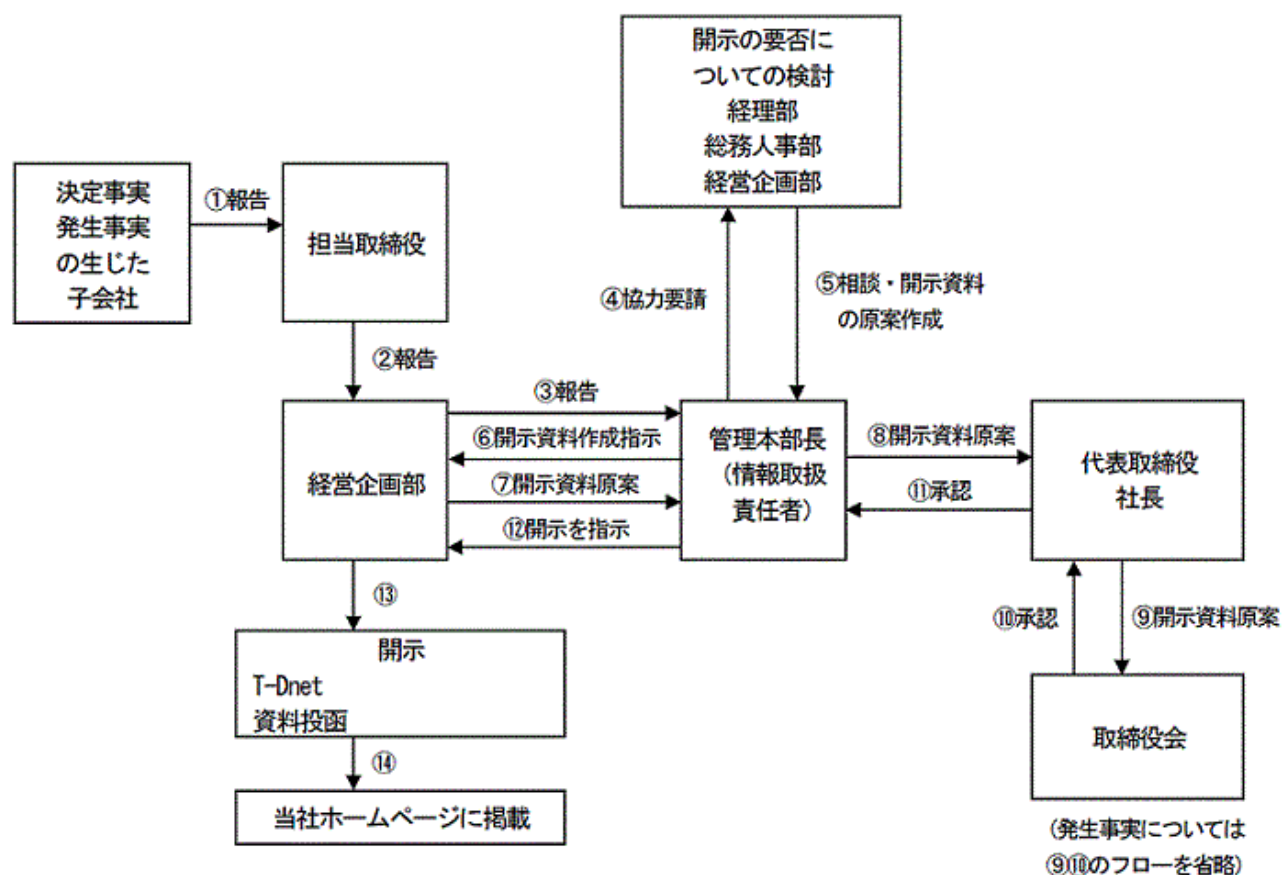 開示の要否に
ついての検討
経理部
総務人事部
経営企画部
決定事実
発生事実
の生じた
子会社
①報告
担当取締役
④協力要請
⑤相談・開示資料
の原案作成
②報告
経営企画部
③報告
⑥開示資料作成指示
⑦開示資料原案
⑫開示を指示
管理本部長
(情報取扱
責任者)
⑧開示資料原案
⑪承認
代表取締役
社長
⑩承認
⑨開示資料原案
取締役会
(発生事実については
⑨⑩のフローを省略)
⑬
開示
T-Dnet
資料投函
⑭
当社ホームページに掲載